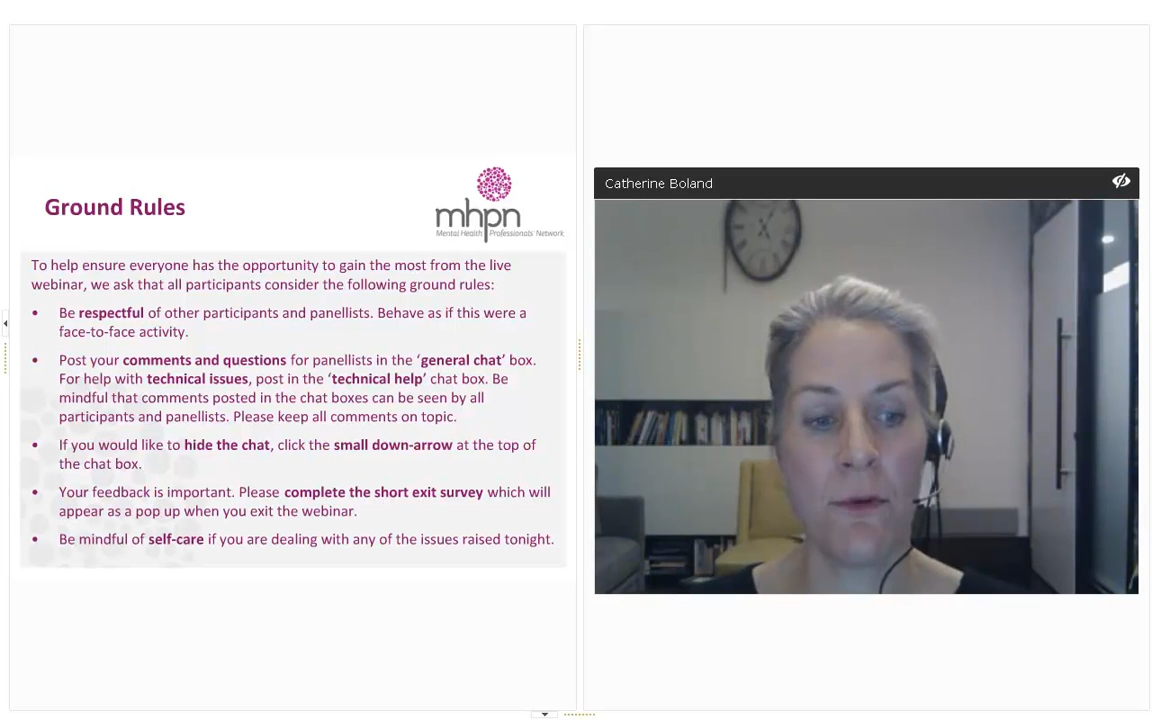 Ground Rules
mhpn
Mental Health Professionals' Network
To help ensure everyone has the opportunity to gain the most from the live
webinar, we ask that all participants consider the following ground rules:
• Be respectful of other participants and panellists. Behave as if this were a
face-to-face activity.
• Post your comments and questions for panellists in the ‘general chat’ box.
For help with technical issues, post in the ‘technical help’ chat box. Be
mindful that comments posted in the chat boxes can be seen by all
participants and panellists. Please keep all comments on topic.
• If you would like to hide the chat, click the small down-arrow at the top of
the chat box.
• Your feedback is important. Please complete the short exit survey which will
appear as a pop up when you exit the webinar.
• Be mindful of self-care if you are dealing with any of the issues raised tonight.
Catherine Boland